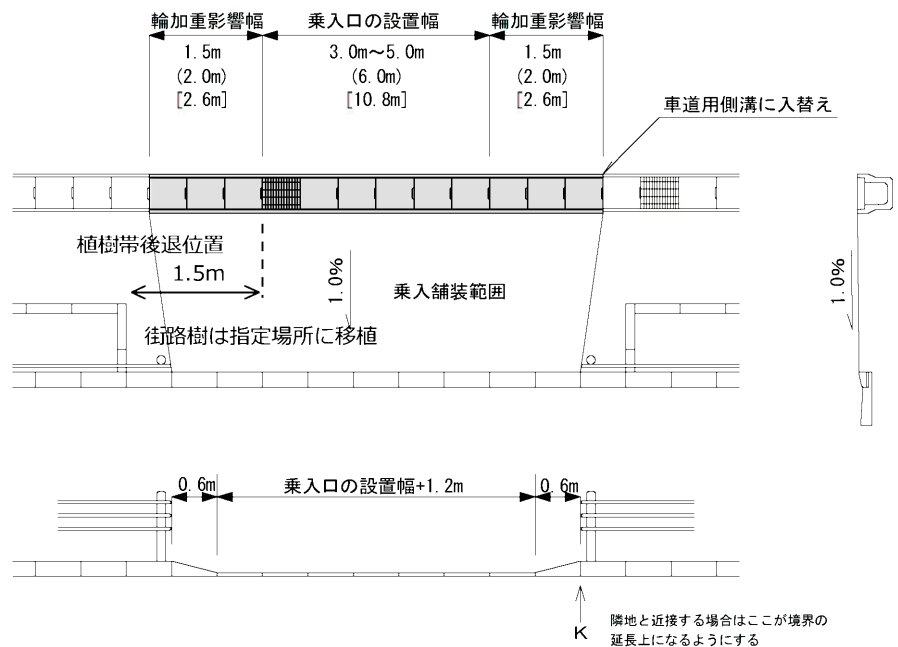 輪加重影響幅
乗入口の設置幅
輪加重影響幅
1.5m
(2.0m)
[2.6m]
3.0m～5.0m
(6.0m)
[10.8m]
1.5m
(2.0m)
[2.6m]
車道用側溝に入替え
植樹帯後退位置
1.5m
1.0%
乗入舗装範囲
1.0%
街路樹は指定場所に移植
0.6m
乗入口の設置幅+1.2m
0.6m
K
隣地と近接する場合はここが境界の
延長上になるようにする